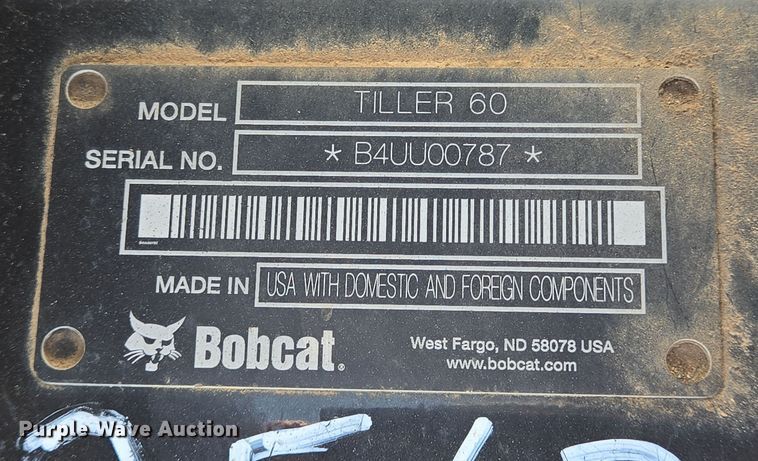 MODEL TILLER 60
SERIAL NO. * B4UU00787 *
MADE IN USA WITH DOMESTIC AND FOREIGN COMPONENTS
Bobcat®
West Fargo, ND 58078 USA
www.bobcat.com
Purple Wave Auction